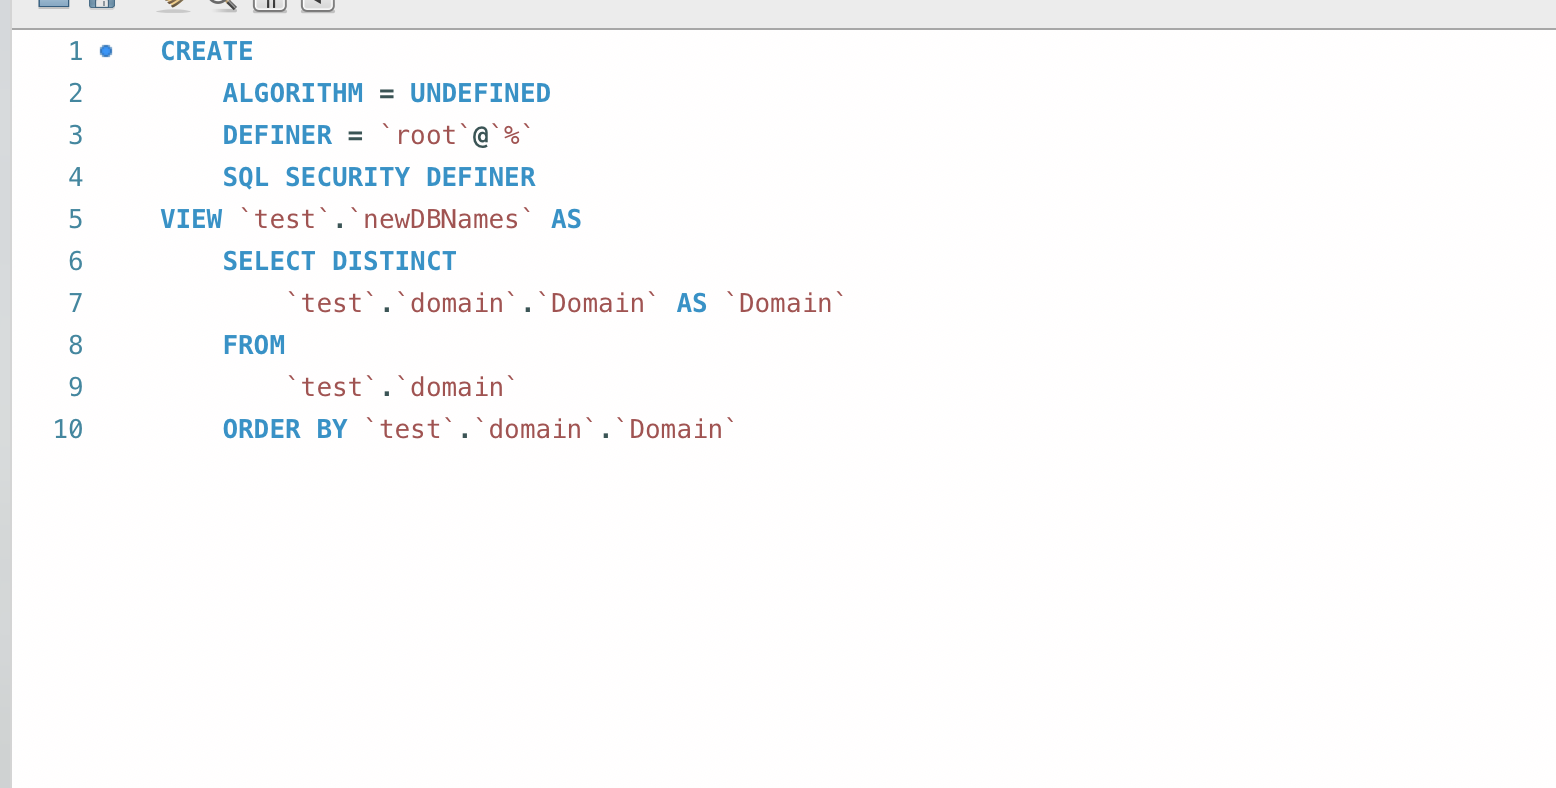 1 CREATE
2     ALGORITHM = UNDEFINED
3     DEFINER = `root`@`%`
4     SQL SECURITY DEFINER
5 VIEW `test`.`newDBNames` AS
6     SELECT DISTINCT
7         `test`.`domain`.`Domain` AS `Domain`
8     FROM
9         `test`.`domain`
10     ORDER BY `test`.`domain`.`Domain`